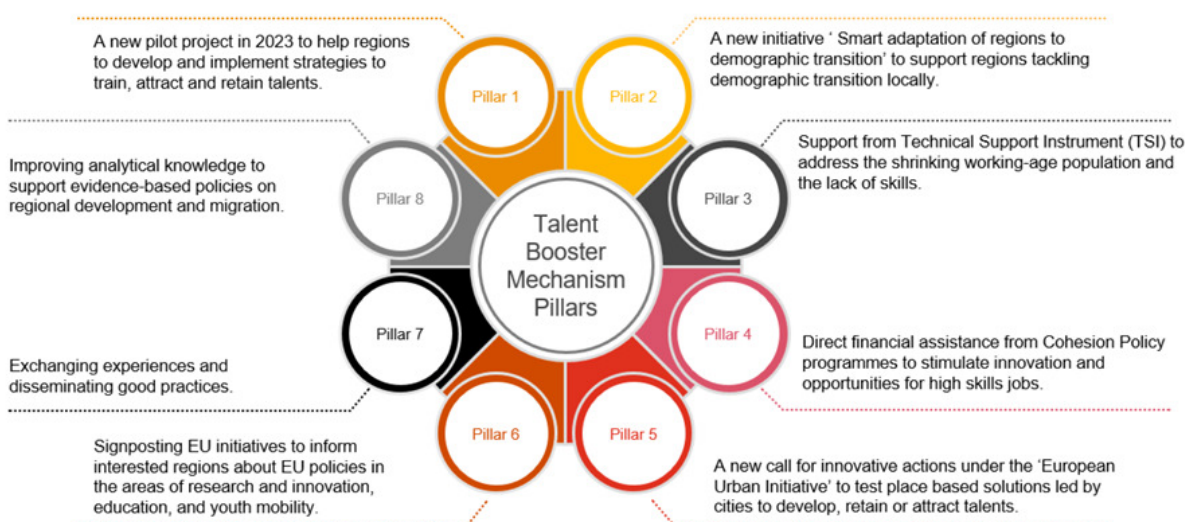 A new pilot project in 2023 to help regions
to develop and implement strategies to
train, attract and retain talents.
Pillar 1
Pillar 2
A new initiative ‘ Smart adaptation of regions to
demographic transition’ to support regions tackling
demographic transition locally.
Improving analytical knowledge to
support evidence-based policies on
regional development and migration.
Pillar 8
Pillar 3
Support from Technical Support Instrument (TSI) to
address the shrinking working-age population and
the lack of skills.
Talent
Booster
Mechanism
Pillars
Exchanging experiences and
disseminating good practices.
Pillar 7
Pillar 4
Direct financial assistance from Cohesion Policy
programmes to stimulate innovation and
opportunities for high skills jobs.
Signposting EU initiatives to inform
interested regions about EU policies in
the areas of research and innovation,
education, and youth mobility.
Pillar 6
Pillar 5
A new call for innovative actions under the ‘European
Urban Initiative’ to test place based solutions led by
cities to develop, retain or attract talents.